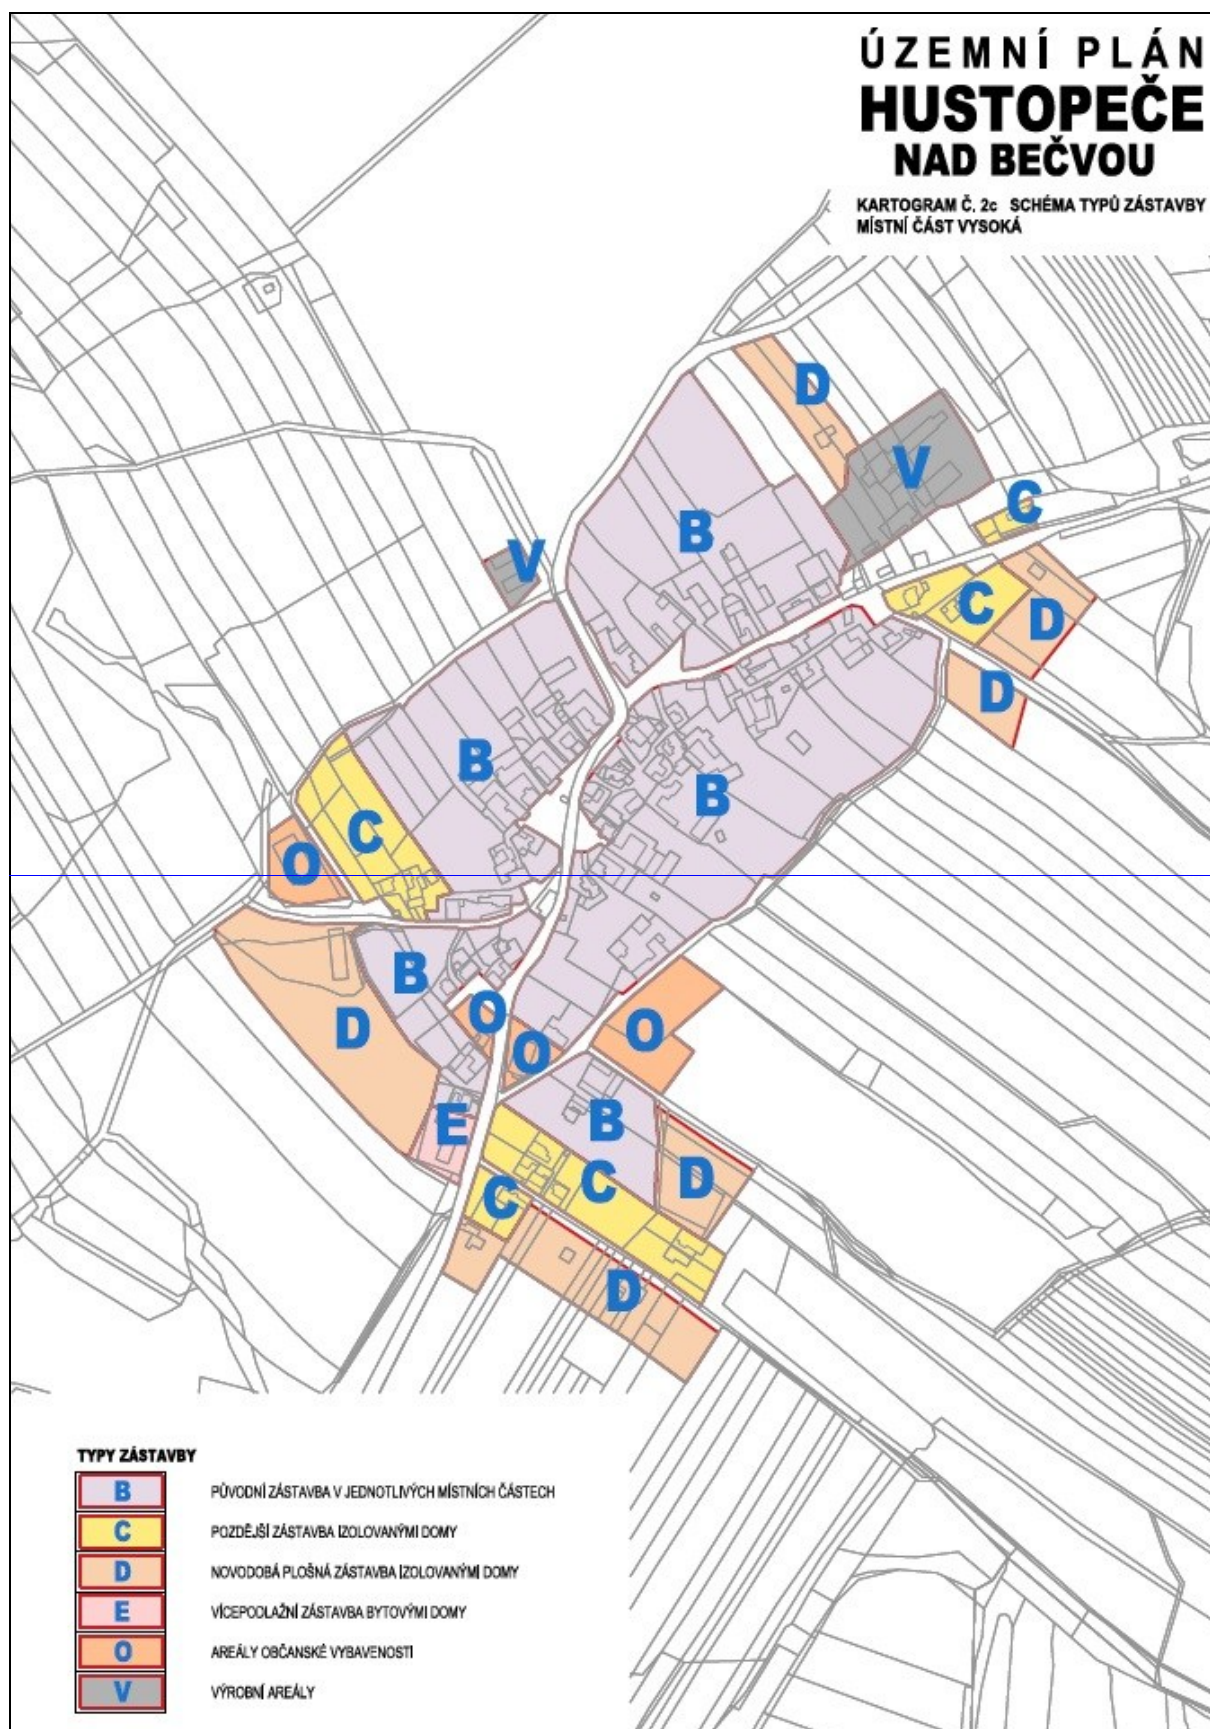 ÚZEMNÍ PLÁN
HUSTOPEČE
NAD BEČVOU
KARTOGRAM Č. 2c SCHÉMA TYPŮ ZÁSTAVBY
MÍSTNÍ ČÁST VYSOKÁ
D
V
C
B
V
C
D
D
B
B
C
O
B
O
D
O
O
B
E
C
D
C
D
TYPY ZÁSTAVBY
B PŮVODNÍ ZÁSTAVBA V JEDNOTLIVÝCH MÍSTNÍCH ČÁSTECH
C POZDĚJŠÍ ZÁSTAVBA IZOLOVANÝMI DOMY
D NOVODOBÁ PLOŠNÁ ZÁSTAVBA IZOLOVANÝMI DOMY
E VÍCEPODLAŽNÍ ZÁSTAVBA BYTOVÝMI DOMY
O AREÁLY OBČANSKÉ VYBAVENOSTI
V VÝROBNÍ AREÁLY